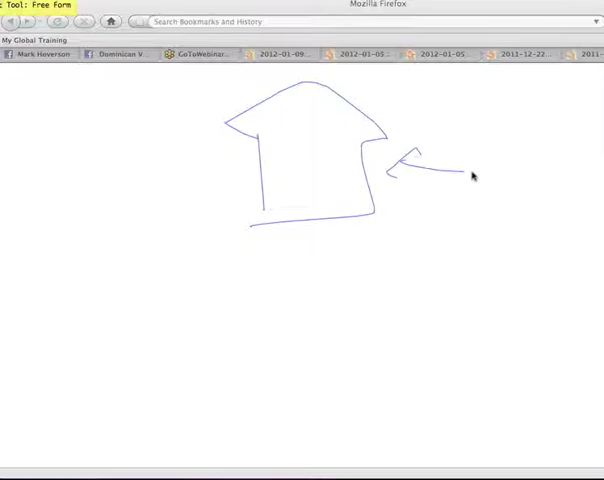 : Tool: Free Form
Mozilla Firefox
Search Bookmarks and History
My Global Training
Mark Hoverson
Dominican V...
GoToWebinar...
2012-01-09...
2012-01-05...
2012-01-05...
2011-12-22...
2011-